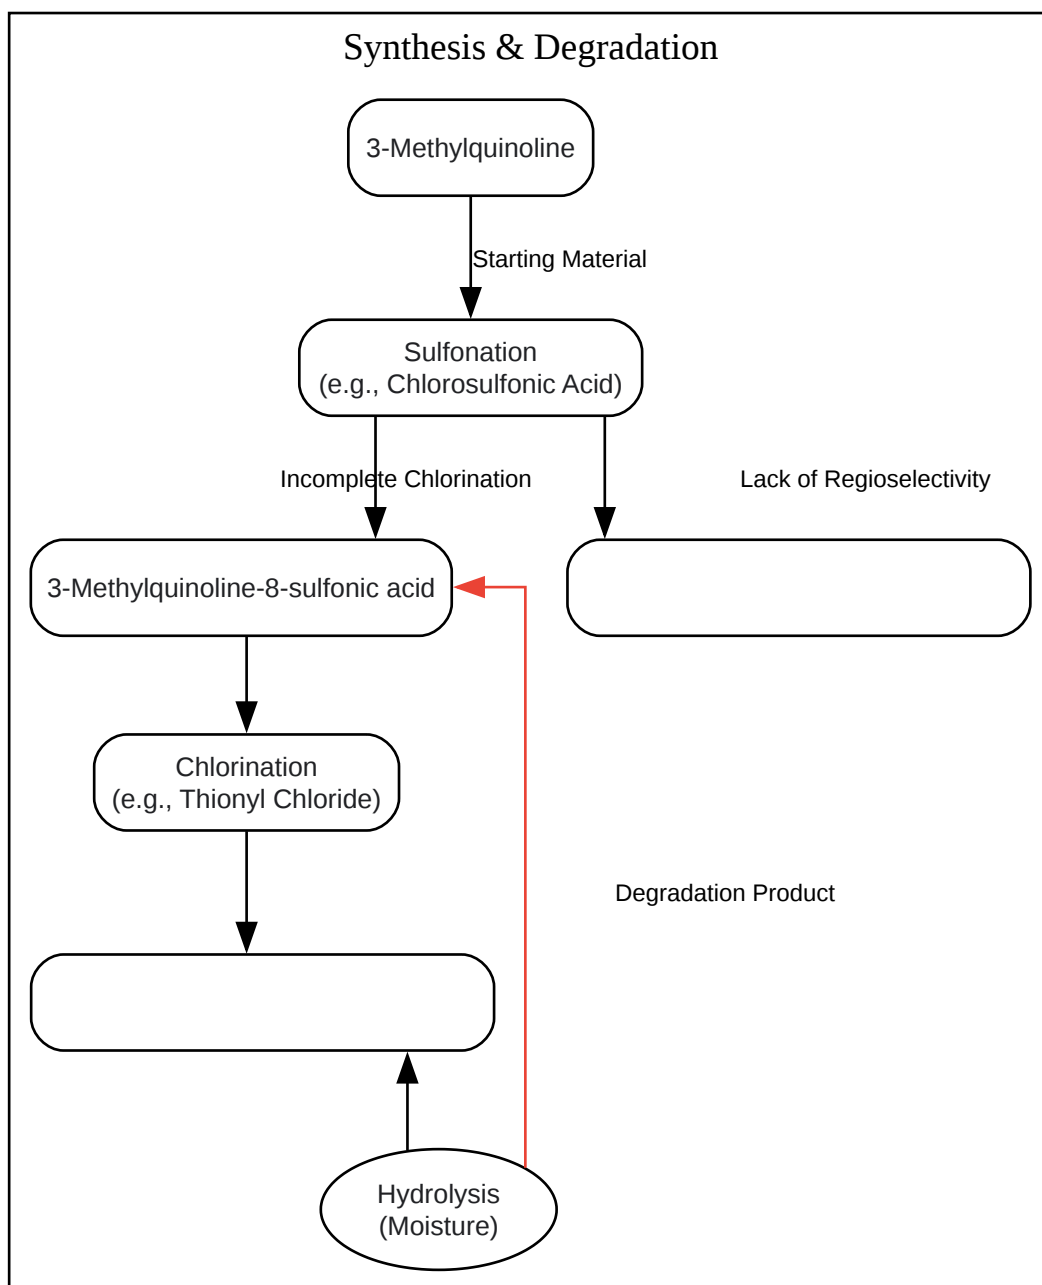 Synthesis & Degradation
3-Methylquinoline
Starting Material
Sulfonation
(e.g., Chlorosulfonic Acid)
Incomplete Chlorination
Lack of Regioselectivity
3-Methylquinoline-8-sulfonic acid
Chlorination
(e.g., Thionyl Chloride)
Degradation Product
Hydrolysis
(Moisture)